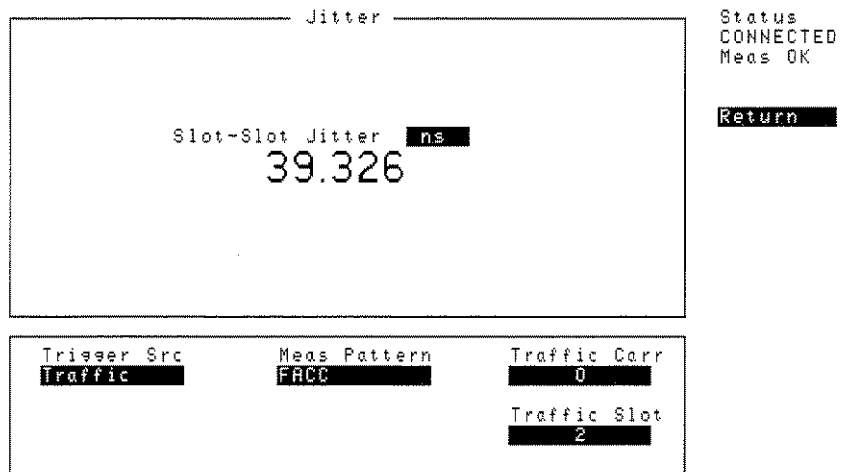 Jitter
Status
CONNECTED
Meas OK
Return
Slot-Slot Jitter ns
39.326
Trigger Src
Traffic
Meas Pattern
FACC
Traffic Carr
0
Traffic Slot
2